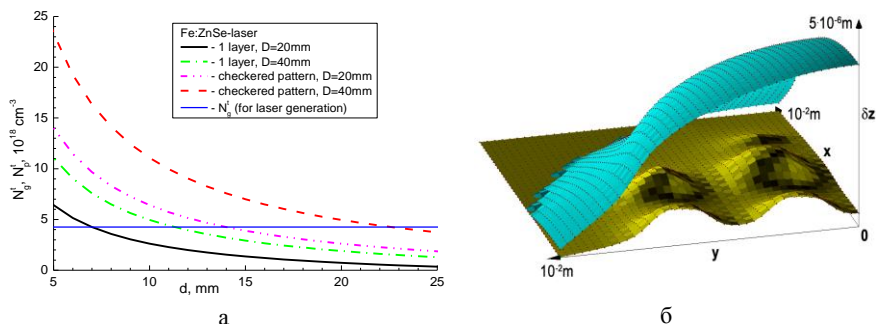 25
20
15
10
5
0
N_g^t, N_p^t, 10^18 cm^-3
Fe:ZnSe-laser
- 1 layer, D=20mm
- 1 layer, D=40mm
- checkered pattern, D=20mm
- checkered pattern, D=40mm
- N_g^t (for laser generation)
5 10 15 20 25
d, mm
а
5·10^-6m
10^-2m
δz
x
0
y
10^-2m
б